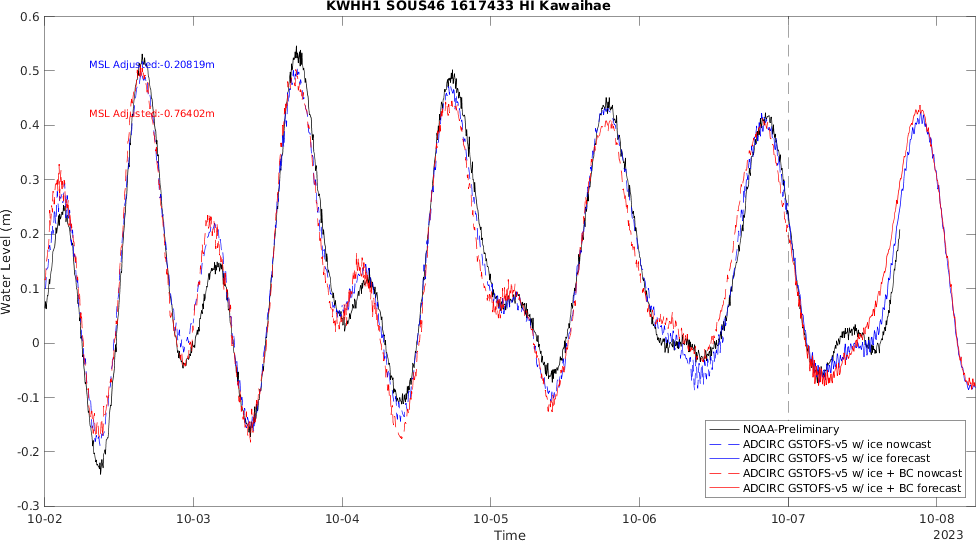 KWHH1 SOUS46 1617433 HI Kawaihae
0.6
0.5
0.4
0.3
0.2
0.1
0
-0.1
-0.2
-0.3
Water Level (m)
MSL Adjusted:-0.20819m
MSL Adjusted:-0.76402m
NOAA-Preliminary
ADCIRC GSTOFS-v5 w/ ice nowcast
ADCIRC GSTOFS-v5 w/ ice forecast
ADCIRC GSTOFS-v5 w/ ice + BC nowcast
ADCIRC GSTOFS-v5 w/ ice + BC forecast
10-02 10-03 10-04 10-05 10-06 10-07 10-08
Time
2023